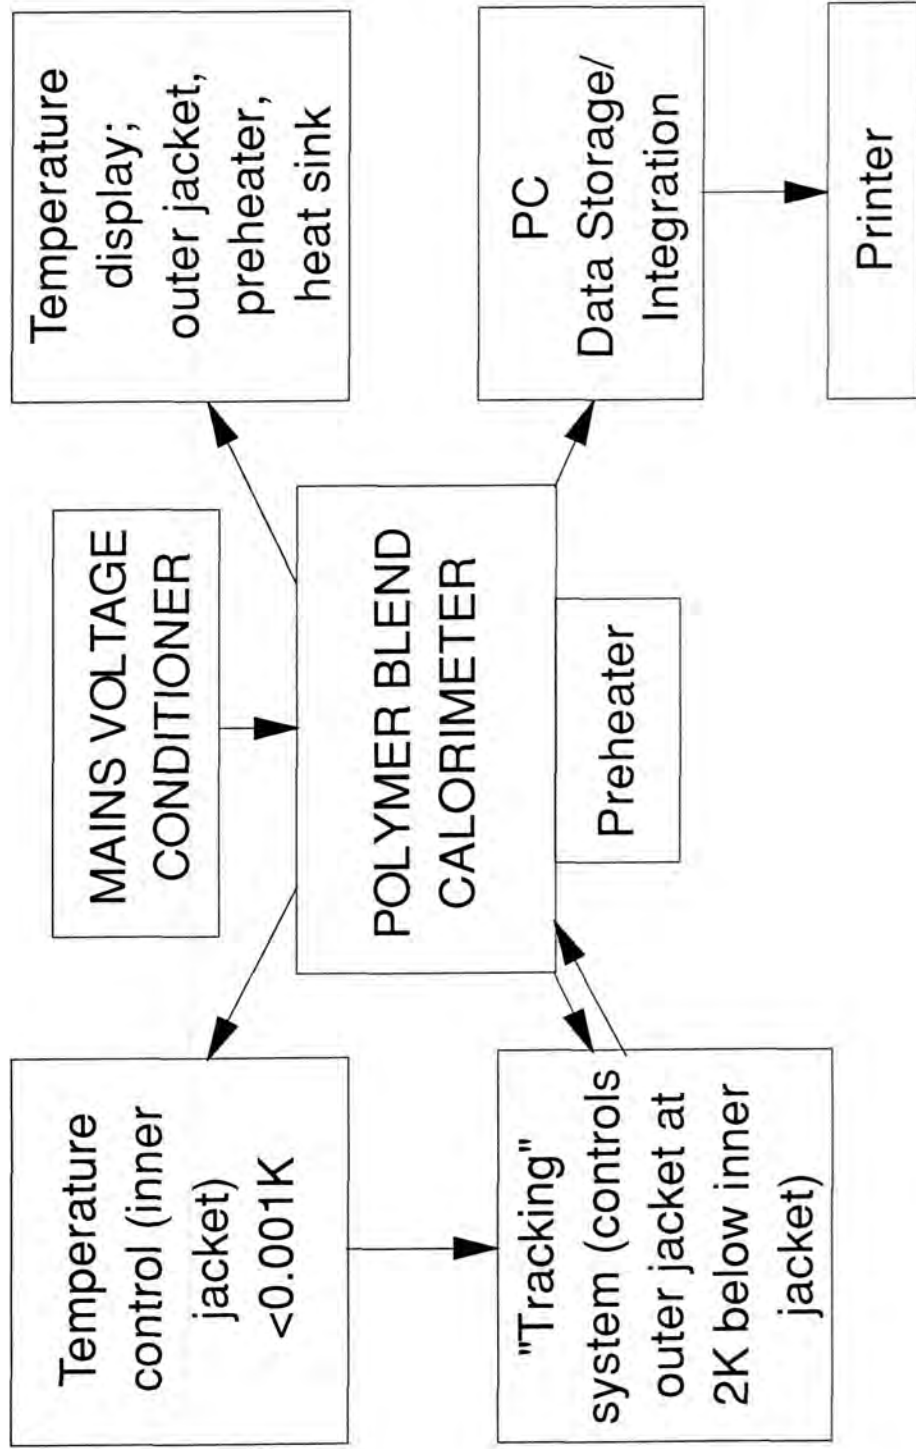 Temperature
control (inner
jacket)
<0.001K
MAINS VOLTAGE
CONDITIONER
Temperature
display;
outer jacket,
preheater,
heat sink
POLYMER BLEND
CALORIMETER
"Tracking"
system (controls
outer jacket at
2K below inner
jacket)
Preheater
PC
Data Storage/
Integration
Printer